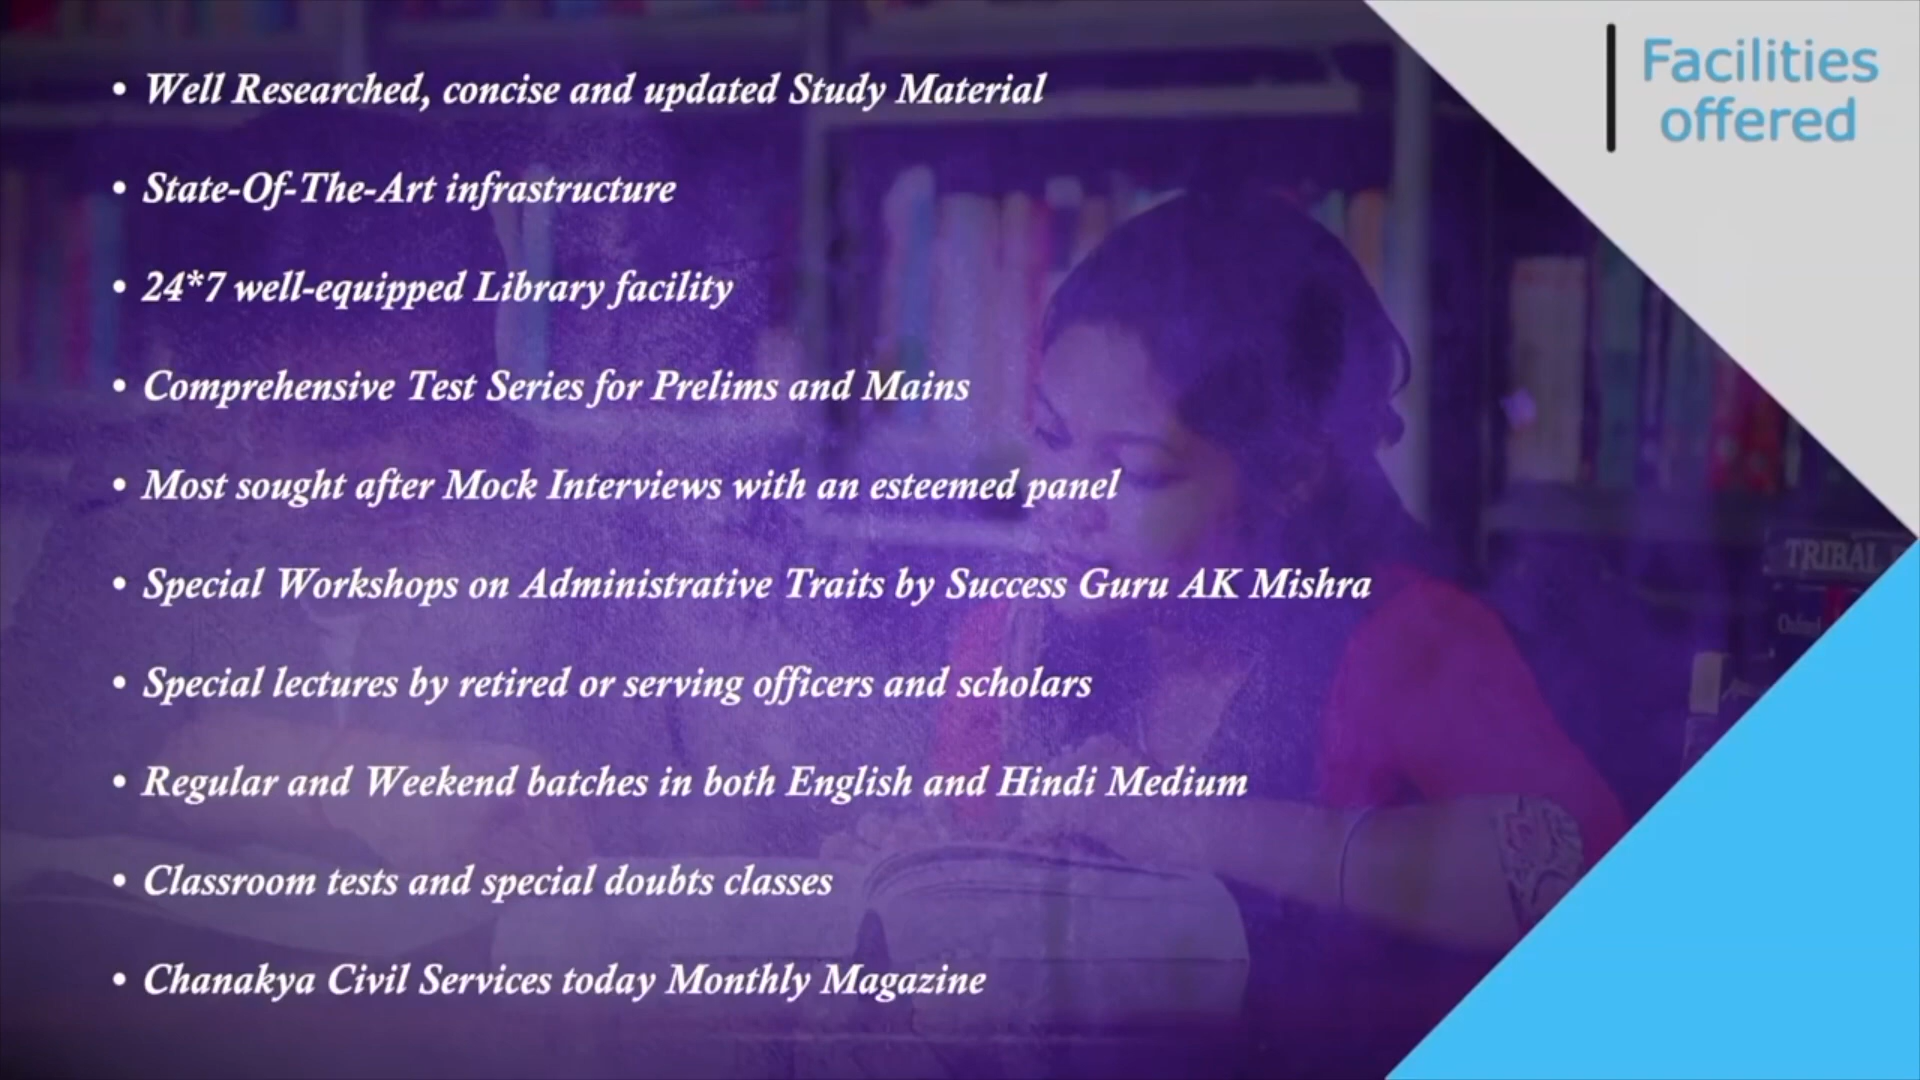 Facilities
offered
• Well Researched, concise and updated Study Material
• State-Of-The-Art infrastructure
• 24*7 well-equipped Library facility
• Comprehensive Test Series for Prelims and Mains
• Most sought after Mock Interviews with an esteemed panel
• Special Workshops on Administrative Traits by Success Guru AK Mishra
• Special lectures by retired or serving officers and scholars
• Regular and Weekend batches in both English and Hindi Medium
• Classroom tests and special doubts classes
• Chanakya Civil Services today Monthly Magazine
TRIBAL